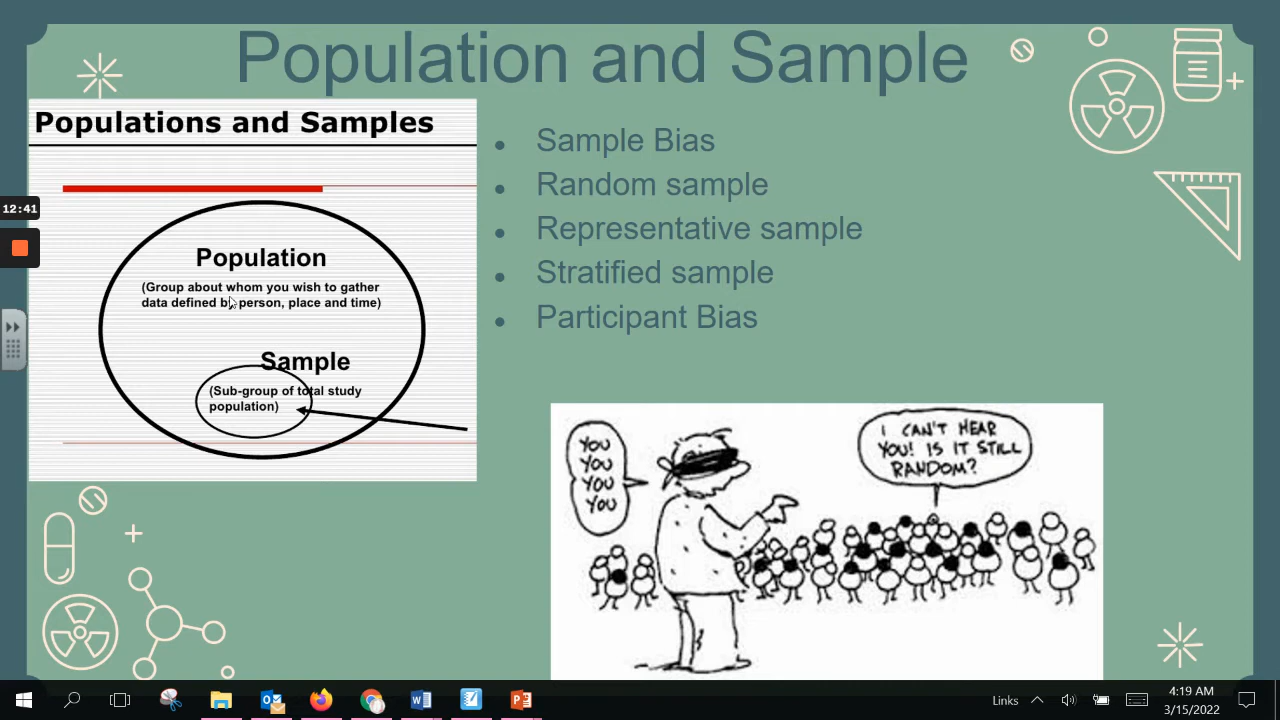 Population and Sample
Populations and Samples
12:41
Population
(Group about whom you wish to gather
data defined by person, place and time)
Sample
(Sub-group of total study
population)
Sample Bias
Random sample
Representative sample
Stratified sample
Participant Bias
YOU
YOU
YOU
YOU
I CAN'T HEAR
YOU! IS IT STILL
RANDOM?
Links
4:19 AM
3/15/2022